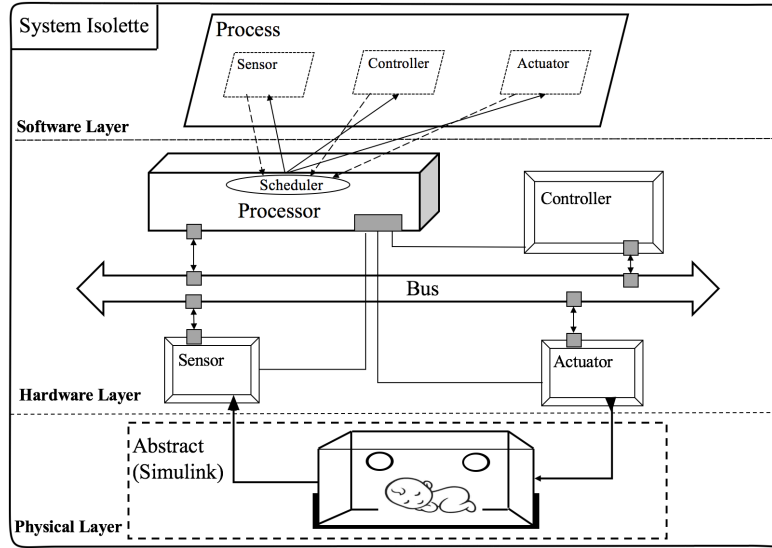 System Isolette
Process
Sensor
Controller
Actuator
Software Layer
Scheduler
Processor
Controller
Bus
Sensor
Actuator
Hardware Layer
Abstract
(Simulink)
Physical Layer